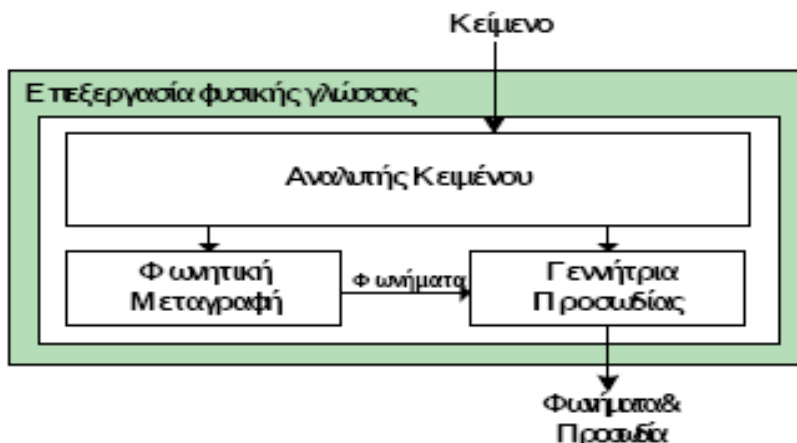 Κείμενο
Επεξεργασία φυσικής γλώσσας
Αναλυτής Κειμένου
Φωνητική
Μεταγραφή
Φωνήματα
Γεννήτρια
Προσωδίας
Φωνήματα&
Προσωδία